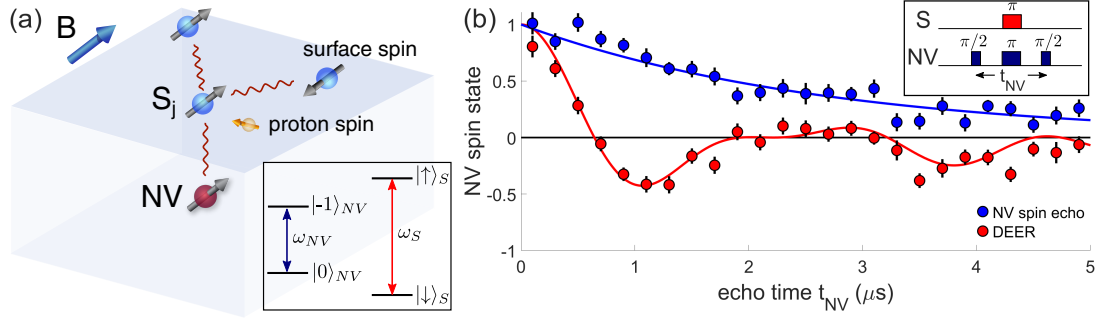 (a)
B
surface spin
S_j
proton spin
NV
|↑⟩_S
|-1⟩_NV
ω_NV
ω_S
|0⟩_NV
|↓⟩_S
(b)
NV spin state
1
0.5
0
-0.5
-1
S
π
NV
π/2 π π/2
t_NV
NV spin echo
DEER
0 1 2 3 4 5
echo time t_NV (μs)